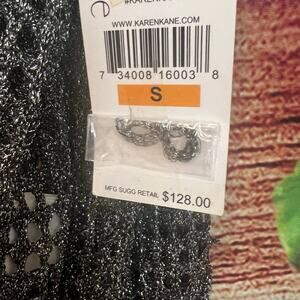 #KARENKANE
WWW.KARENKANE.COM
7 34008 16003 8
S
MFG SUGG RETAIL $128.00